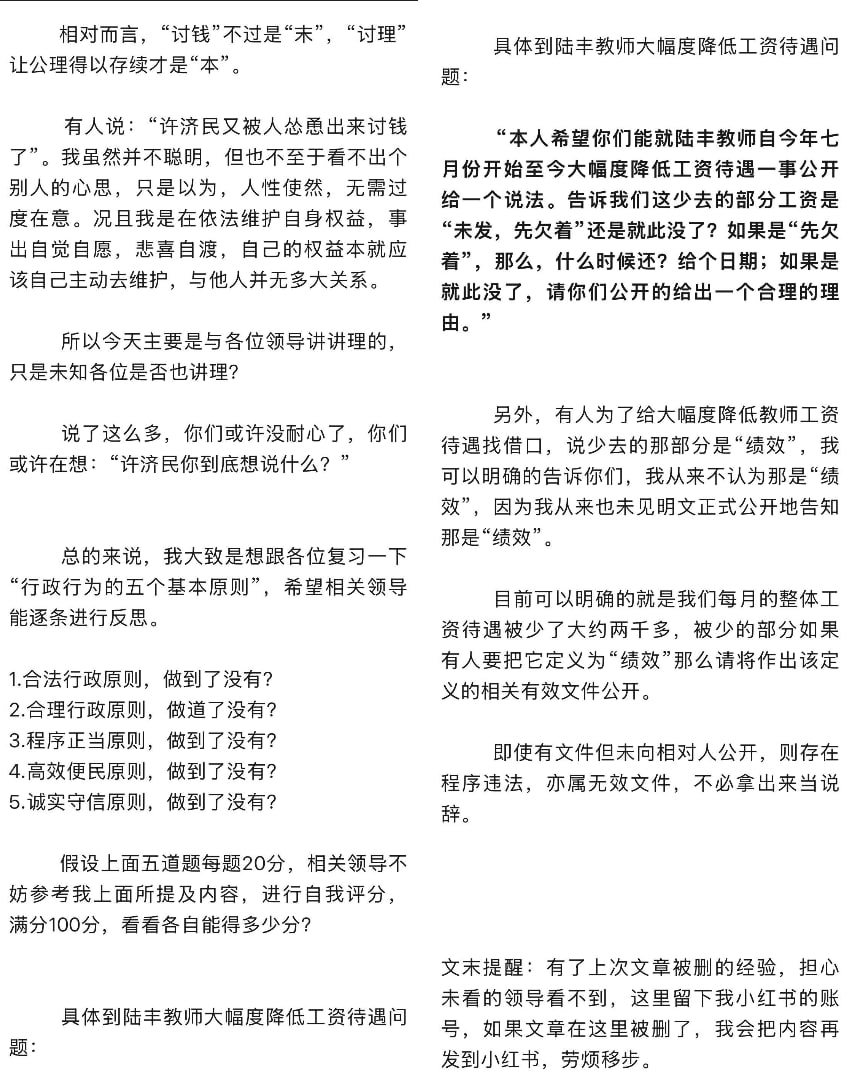 相对而言，“讨钱”不过是“末”，“讨理”
让公理得以存续才是“本”。
有人说：“许济民又被人怂恿出来讨钱
了”。我虽然并不聪明，但也不至于看不出个
别人的心思，只是以为，人性使然，无需过
度在意。况且我是在依法维护自身权益，事
出自觉自愿，悲喜自渡，自己的权益本就应
该自己主动去维护，与他人并无多大关系。
所以今天主要是与各位领导讲讲理的，
只是未知各位是否也讲理？
说了这么多，你们或许没耐心了，你们
或许在想：“许济民你到底想说什么？”
总的来说，我大致是想跟各位复习一下
“行政行为的五个基本原则”，希望相关领导
能逐条进行反思。
1.合法行政原则，做到了没有？
2.合理行政原则，做道了没有？
3.程序正当原则，做到了没有？
4.高效便民原则，做到了没有？
5.诚实守信原则，做到了没有？
假设上面五道题每题20分，相关领导不
妨参考我上面所提及内容，进行自我评分，
满分100分，看看各自能得多少分？
具体到陆丰教师大幅度降低工资待遇问
题：
具体到陆丰教师大幅度降低工资待遇问
题：
“本人希望你们能就陆丰教师自今年七
月份开始至今大幅度降低工资待遇一事公开
给一个说法。告诉我们这少去的部分工资是
“未发，先欠着”还是就此没了？如果是“先欠
着”，那么，什么时候还？给个日期；如果是
就此没了，请你们公开的给出一个合理的理
由。”
另外，有人为了给大幅度降低教师工资
待遇找借口，说少去的那部分是“绩效”，我
可以明确的告诉你们，我从来不认为那是“绩
效”，因为我从来也未见明文正式公开地告知
那是“绩效”。
目前可以明确的就是我们每月的整体工
资待遇被少了大约两千多，被少的部分如果
有人要把它定义为“绩效”那么请将作出该定
义的相关有效文件公开。
即使有文件但未向相对人公开，则存在
程序违法，亦属无效文件，不必拿出来当说
辞。
文末提醒：有了上次文章被删的经验，担心
未看的领导看不到，这里留下我小红书的账
号，如果文章在这里被删了，我会把内容再
发到小红书，劳烦移步。